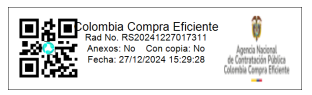 Colombia Compra Eficiente
Rad No. RS20241227017311
Anexos: No Con copia: No
Fecha: 27/12/2024 15:29:28
Agencia Nacional
de Contratación Pública
Colombia Compra Eficiente